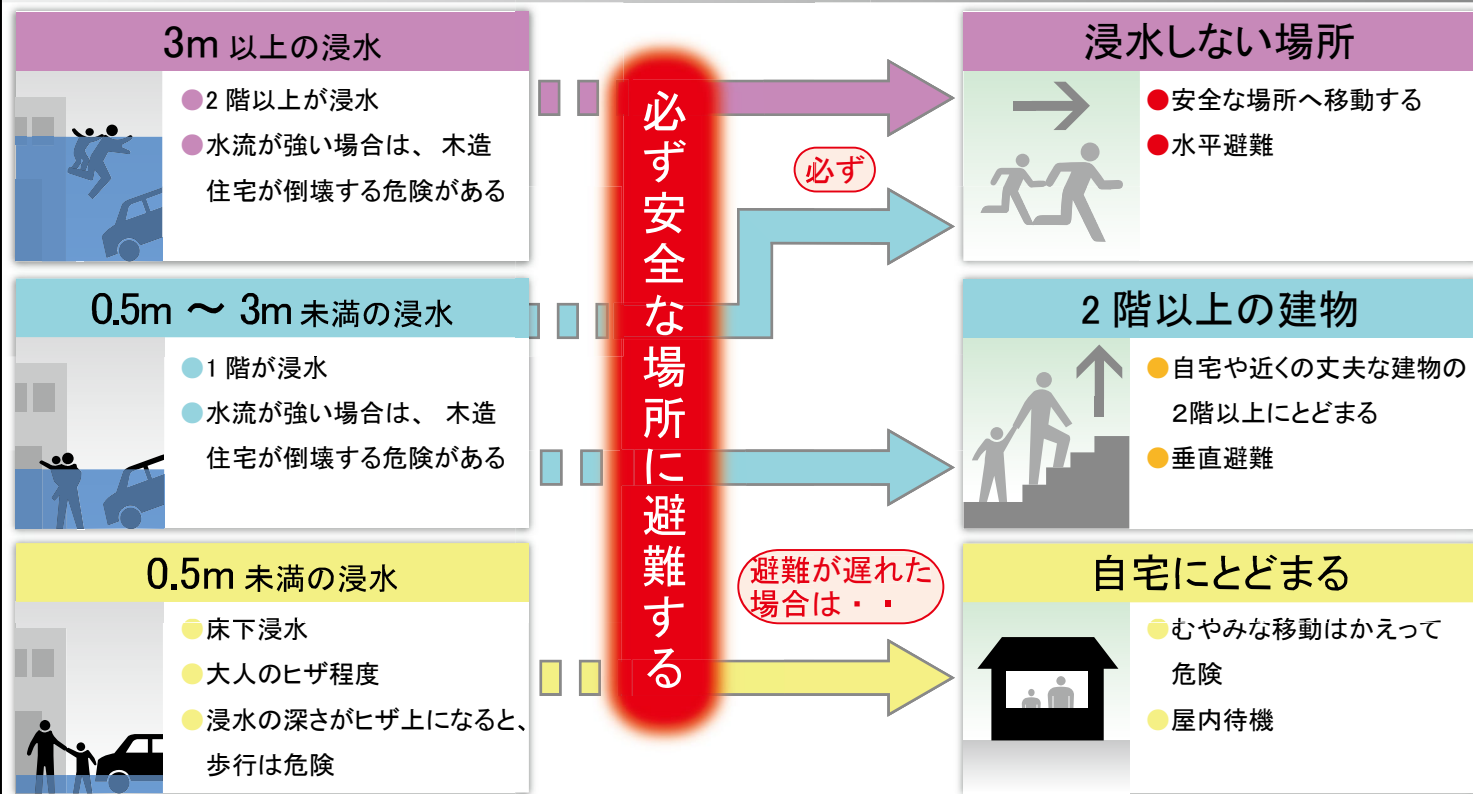 3m 以上の浸水
●2 階以上が浸水
●水流が強い場合は、 木造
住宅が倒壊する危険がある
0.5m ～ 3m 未満の浸水
●1 階が浸水
●水流が強い場合は、 木造
住宅が倒壊する危険がある
0.5m 未満の浸水
●床下浸水
●大人のヒザ程度
●浸水の深さがヒザ上になると、
歩行は危険
必ず安全な場所に避難する
必ず
避難が遅れた
場合は・・
浸水しない場所
●安全な場所へ移動する
●水平避難
2 階以上の建物
●自宅や近くの丈夫な建物の
2階以上にとどまる
●垂直避難
自宅にとどまる
●むやみな移動はかえって
危険
●屋内待機